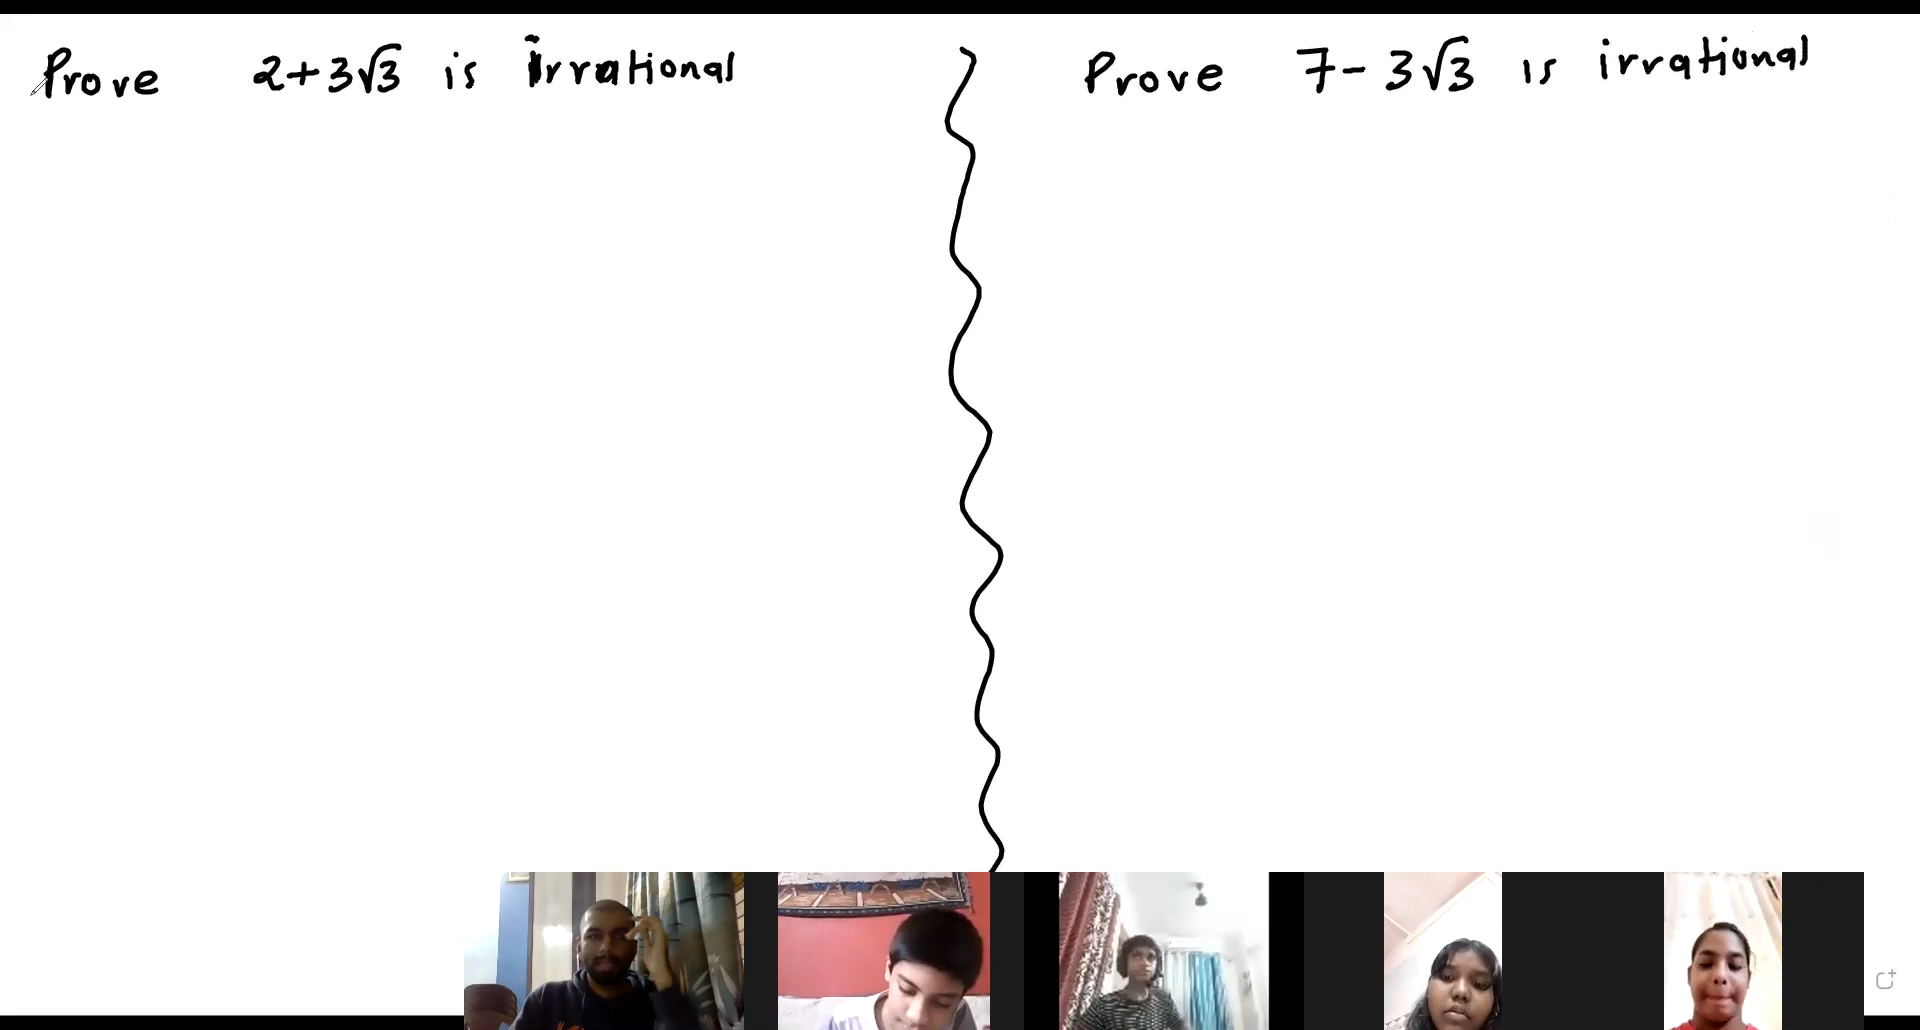 Prove 2+3√3 is irrational
Prove 7-3√3 is irrational